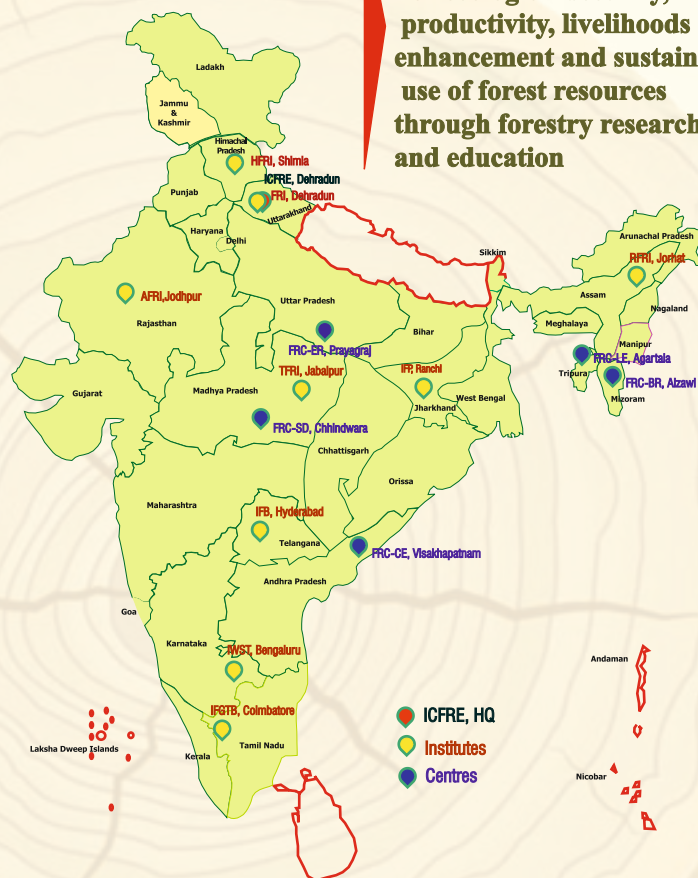 productivity, livelihoods
enhancement and sustain
use of forest resources
through forestry research
and education
Ladakh
Jammu
&
Kashmir
Himachal
Pradesh
HFRI, Shimla
ICFRE, Dehradun
FRI, Dehradun
Uttarakhand
Punjab
Haryana
Delhi
Sikkim
Arunachal Pradesh
RFRI, Jorhat
AFRI,Jodhpur
Rajasthan
Uttar Pradesh
Assam
Nagaland
Meghalaya
Bihar
Manipur
FRC-ER, Prayagraj
FRC-LE, Agartala
TFRI, Jabalpur
IFP, Ranchi
Tripura
FRC-BR, Aizawl
Gujarat
Madhya Pradesh
West Bengal
Mizoram
Jharkhand
FRC-SD, Chhindwara
Chhattisgarh
Orissa
Maharashtra
IFB, Hyderabad
Telangana
FRC-CE, Visakhapatnam
Andhra Pradesh
Goa
Karnataka
IWST, Bengaluru
Andaman
IFGTB, Coimbatore
ICFRE, HQ
Laksha Dweep Islands
Tamil Nadu
Institutes
Kerala
Centres
Nicobar